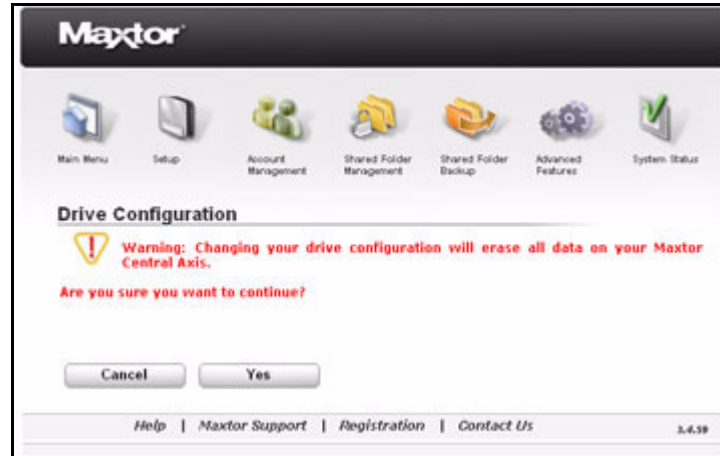 Maxtor
Main Menu
Setup
Account Management
Shared Folder Management
Shared Folder Backup
Advanced Features
System Status
Drive Configuration
Warning: Changing your drive configuration will erase all data on your Maxtor
Central Axis.
Are you sure you want to continue?
Cancel Yes
Help | Maxtor Support | Registration | Contact Us